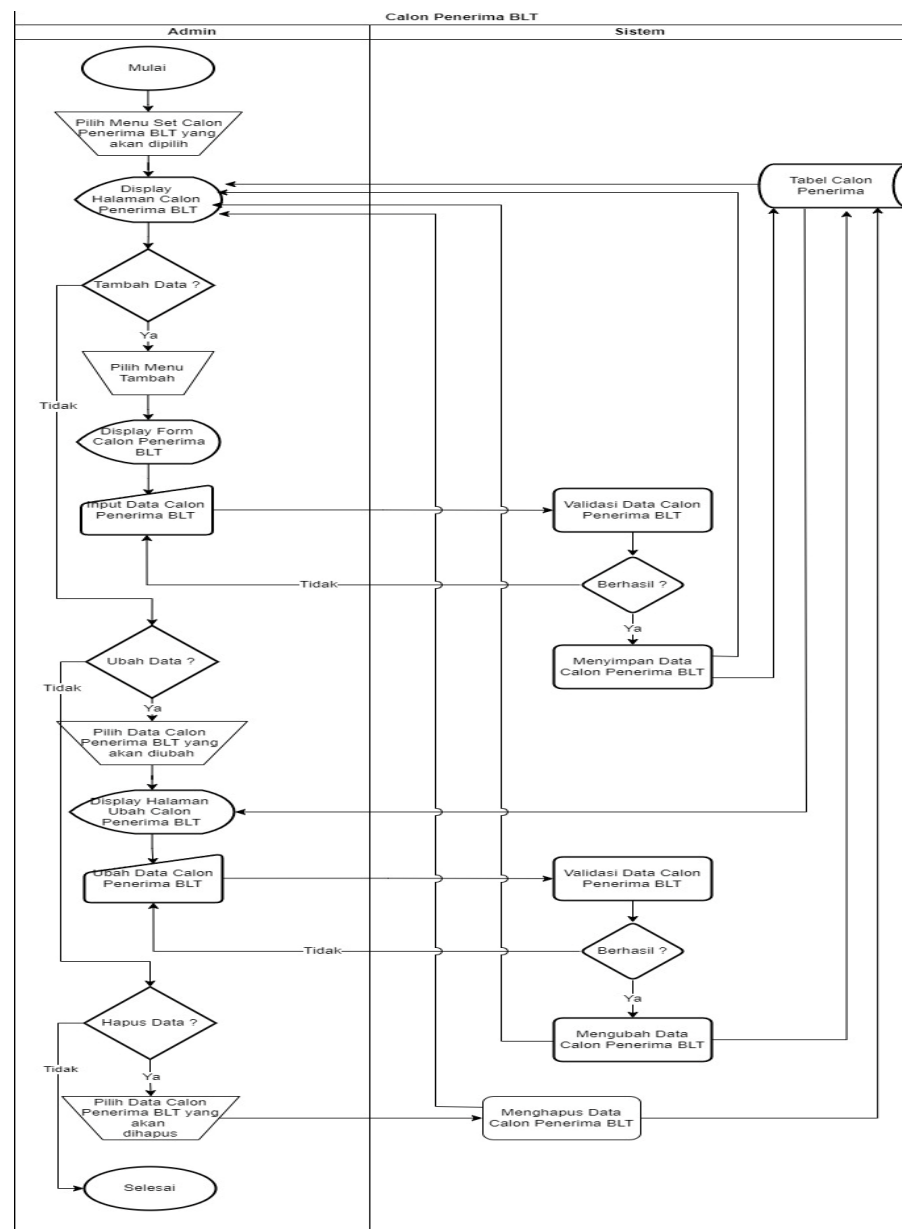 Calon Penerima BLT
Admin
Sistem
Mulai
Pilih Menu Set Calon
Penerima BLT yang
akan dipilih
Display
Halaman Calon
Penerima BLT
Tabel Calon
Penerima
Tambah Data ?
Ya
Tidak
Pilih Menu
Tambah
Display Form
Calon Penerima
BLT
Input Data Calon
Penerima BLT
Validasi Data Calon
Penerima BLT
Berhasil ?
Tidak
Ya
Menyimpan Data
Calon Penerima BLT
Ubah Data ?
Tidak
Ya
Pilih Data Calon
Penerima BLT yang
akan diubah
Display Halaman
Ubah Calon
Penerima BLT
Ubah Data Calon
Penerima BLT
Validasi Data Calon
Penerima BLT
Berhasil ?
Tidak
Ya
Mengubah Data
Calon Penerima BLT
Hapus Data ?
Tidak
Ya
Pilih Data Calon
Penerima BLT yang
akan
dihapus
Menghapus Data
Calon Penerima BLT
Selesai